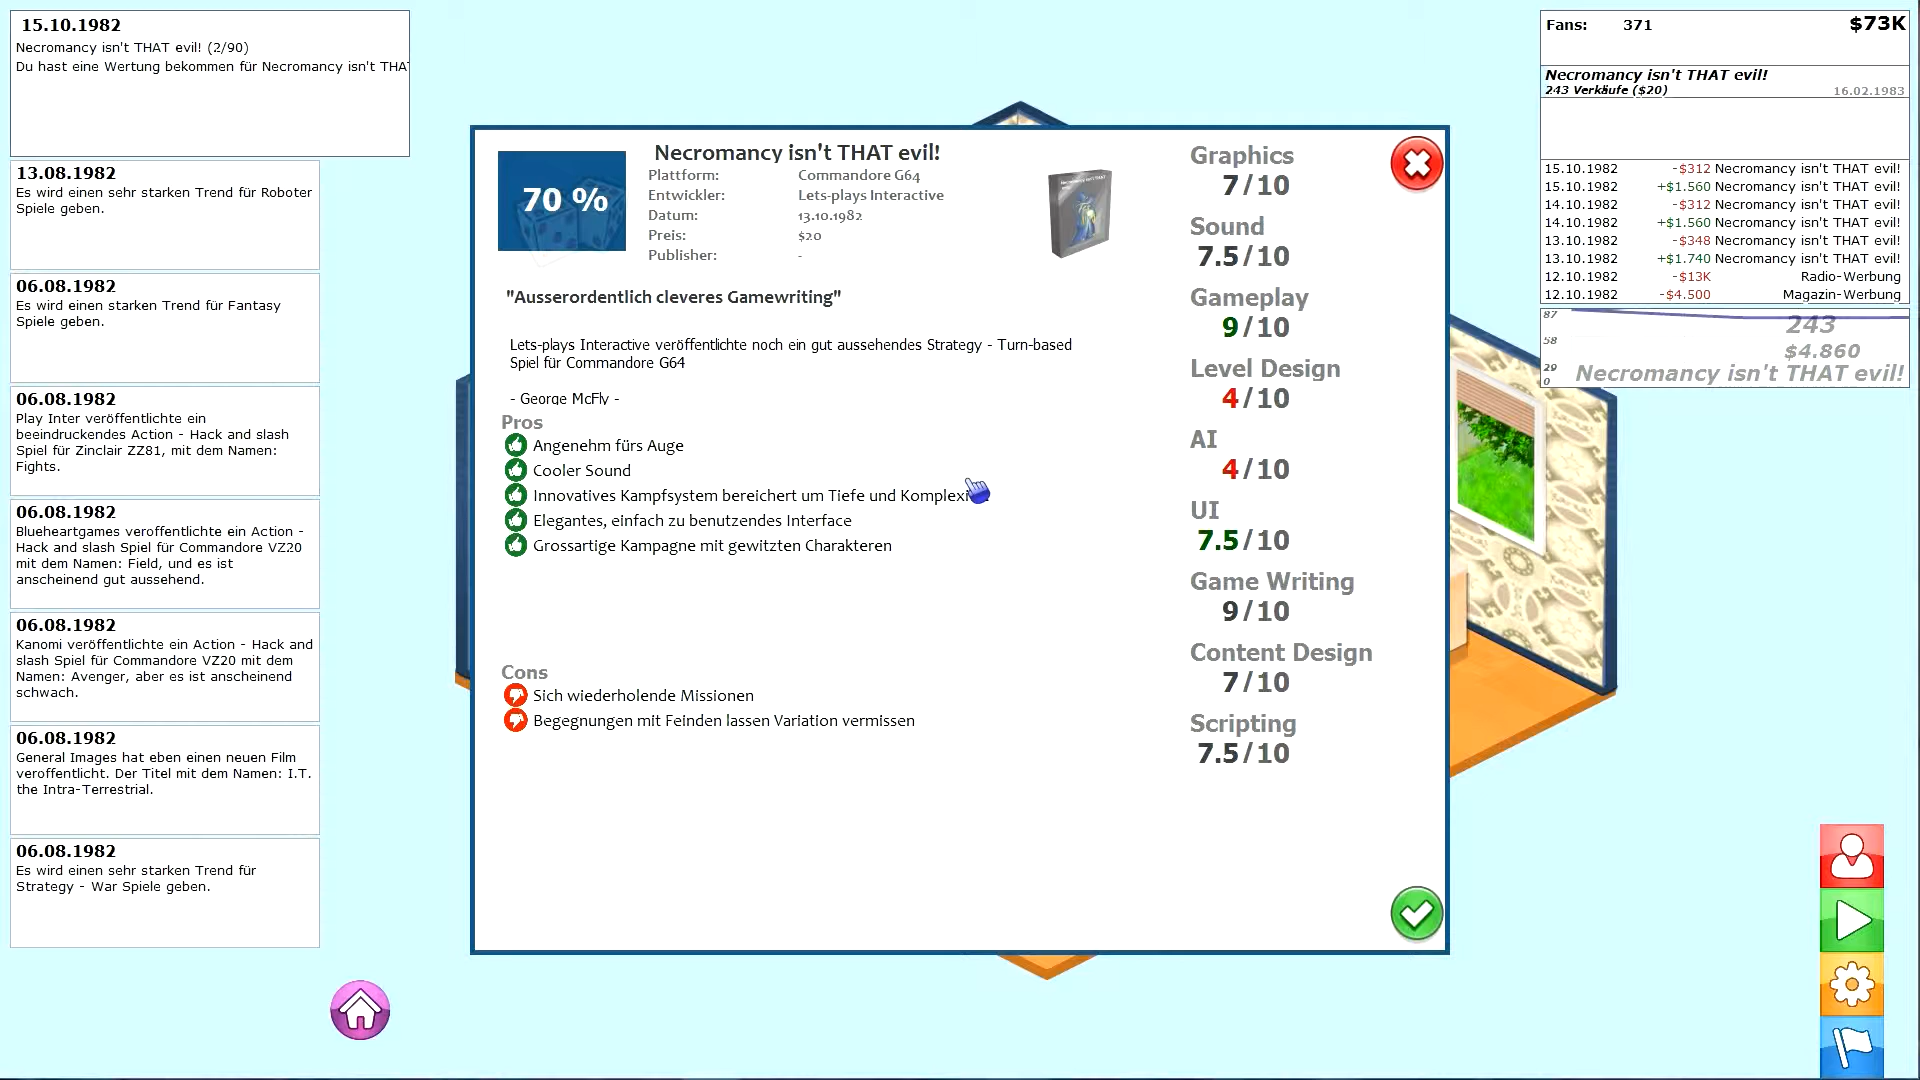 15.10.1982
Necromancy isn't THAT evil! (2/90)
Du hast eine Wertung bekommen für Necromancy isn't THA
13.08.1982
Es wird einen sehr starken Trend für Roboter
Spiele geben.
06.08.1982
Es wird einen starken Trend für Fantasy
Spiele geben.
06.08.1982
Play Inter veröffentlichte ein
beeindruckendes Action - Hack and slash
Spiel für Zinclair ZZ81, mit dem Namen:
Fights.
06.08.1982
Blueheartgames veroffentlichte ein Action -
Hack and slash Spiel für Commandore VZ20
mit dem Namen: Field, und es ist
anscheinend gut aussehend.
06.08.1982
Kanomi veröffentlichte ein Action - Hack and
slash Spiel für Commandore VZ20 mit dem
Namen: Avenger, aber es ist anscheinend
schwach.
06.08.1982
General Images hat eben einen neuen Film
veroffentlicht. Der Titel mit dem Namen: I.T.
the Intra-Terrestrial.
06.08.1982
Es wird einen sehr starken Trend für
Strategy - War Spiele geben.
70 %
Necromancy isn't THAT evil!
Plattform: Commandore G64
Entwickler: Lets-plays Interactive
Datum: 13.10.1982
Preis: $20
Publisher: -
"Ausserordentlich cleveres Gamewriting"
Lets-plays Interactive veröffentlichte noch ein gut aussehendes Strategy - Turn-based
Spiel für Commandore G64
- George McFly -
Pros
Angenehm fürs Auge
Cooler Sound
Innovatives Kampfsystem bereichert um Tiefe und
Elegantes, einfach zu benutzendes Interface
Grossartige Kampagne mit gewitzten Charakteren
Cons
Sich wiederholende Missionen
Begegnungen mit Feinden lassen Variation vermissen
Graphics
7/10
Sound
7.5/10
Gameplay
9/10
Level Design
4/10
AI
4/10
UI
7.5/10
Game Writing
9/10
Content Design
7/10
Scripting
7.5/10
Fans: 371 $73K
Necromancy isn't THAT evil!
243 Verkäufe ($20) 16.02.1983
15.10.1982 -$312 Necromancy isn't THAT evil!
15.10.1982 +$1.560 Necromancy isn't THAT evil!
14.10.1982 -$312 Necromancy isn't THAT evil!
14.10.1982 +$1.560 Necromancy isn't THAT evil!
13.10.1982 -$348 Necromancy isn't THAT evil!
13.10.1982 +$1.740 Necromancy isn't THAT evil!
12.10.1982 -$13K Radio-Werbung
12.10.1982 -$4.500 Magazin-Werbung
87
58
29
0
243
$4.860
Necromancy isn't THAT evil!